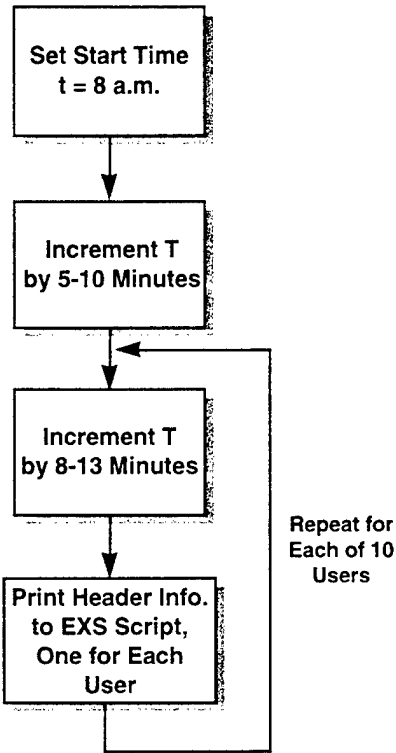 Set Start Time
t = 8 a.m.
Increment T
by 5-10 Minutes
Increment T
by 8-13 Minutes
Repeat for
Each of 10
Users
Print Header Info.
to EXS Script,
One for Each
User